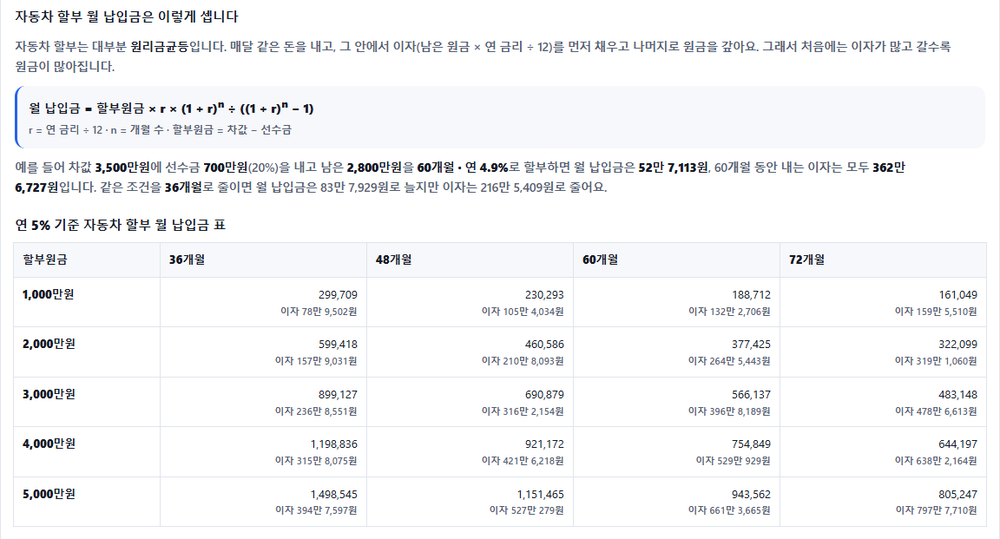 자동차 할부 월 납입금은 이렇게 셉니다
자동차 할부는 대부분 원리금균등입니다. 매달 같은 돈을 내고, 그 안에서 이자(남은 원금 × 연 금리 ÷ 12)를 먼저 채우고 나머지로 원금을 갚아요. 그래서 처음에는 이자가 많고 갈수록
원금이 많아집니다.
월 납입금 = 할부원금 × r × (1 + r)ⁿ ÷ ((1 + r)ⁿ − 1)
r = 연 금리 ÷ 12 · n = 개월 수 · 할부원금 = 차값 − 선수금
예를 들어 차값 3,500만원에 선수금 700만원(20%)을 내고 남은 2,800만원을 60개월 · 연 4.9%로 할부하면 월 납입금은 52만 7,113원, 60개월 동안 내는 이자는 모두 362만
6,727원입니다. 같은 조건을 36개월로 줄이면 월 납입금은 83만 7,929원로 늘지만 이자는 216만 5,409원로 줄어요.
연 5% 기준 자동차 할부 월 납입금 표
할부원금 36개월 48개월 60개월 72개월
1,000만원 299,709 230,293 188,712 161,049
이자 78만 9,502원 이자 105만 4,034원 이자 132만 2,706원 이자 159만 5,510원
2,000만원 599,418 460,586 377,425 322,099
이자 157만 9,031원 이자 210만 8,093원 이자 264만 5,443원 이자 319만 1,060원
3,000만원 899,127 690,879 566,137 483,148
이자 236만 8,551원 이자 316만 2,154원 이자 396만 8,189원 이자 478만 6,613원
4,000만원 1,198,836 921,172 754,849 644,197
이자 315만 8,075원 이자 421만 6,218원 이자 529만 929원 이자 638만 2,164원
5,000만원 1,498,545 1,151,465 943,562 805,247
이자 394만 7,597원 이자 527만 279원 이자 661만 3,665원 이자 797만 7,710원